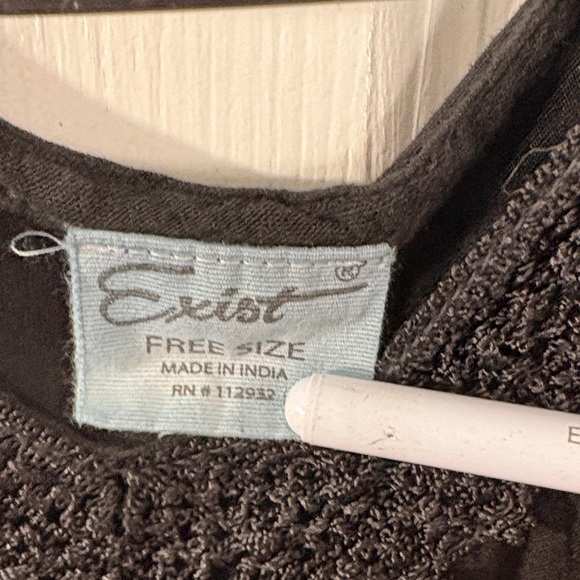 Exist ®
FREE SIZE
MADE IN INDIA
RN # 112932
E